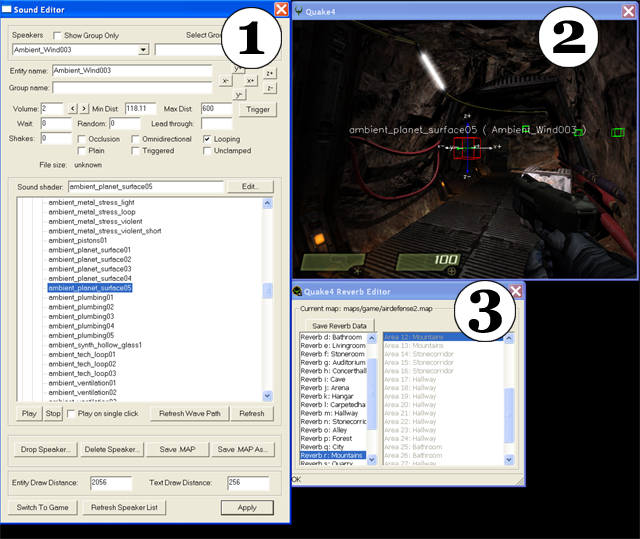 Sound Editor
1
Speakers
Show Group Only
Ambient_Wind003
Entity name:
Ambient_Wind003
Group name:
y+
z+
x-
x+
y-
z-
Volume:
2
<
>
Min Dist:
118.11
Max Dist:
600
Trigger
Wait:
0
Random:
0
Lead through:
Shakes:
0
Occlusion
Omnidirectional
Looping
Plain
Triggered
Unclamped
File size:
unknown
Sound shader:
ambient_planet_surface05
Edit...
ambient_metal_stress_light
ambient_metal_stress_loop
ambient_metal_stress_violent
ambient_metal_stress_violent_short
ambient_pistons01
ambient_planet_surface01
ambient_planet_surface02
ambient_planet_surface03
ambient_planet_surface04
ambient_planet_surface05
ambient_plumbing01
ambient_plumbing02
ambient_plumbing03
ambient_plumbing04
ambient_plumbing05
ambient_synth_hollow_glass1
ambient_tech_loop01
ambient_tech_loop02
ambient_tech_loop03
ambient_ventilation01
ambient_ventilation02
Play
Stop
Play on single click
Refresh Wave Path
Refresh
Drop Speaker...
Delete Speaker...
Save .MAP
Save .MAP As...
Entity Draw Distance:
2056
Text Draw Distance:
256
Switch To Game
Refresh Speaker List
Apply
Quake4
2
z+
ambient_planet_surface05 ( Ambient_Wind003 )
z-
100
Quake4 Reverb Editor
3
Current map: maps/game/airdefense2.map
Save Reverb Data
Reverb d: Bathroom
Reverb e: Livingroom
Reverb f: Stoneroom
Reverb g: Auditorium
Reverb h: Concerthall
Reverb i: Cave
Reverb j: Arena
Reverb k: Hangar
Reverb l: Carpetedha
Reverb m: Hallway
Reverb n: Stonecorric
Reverb o: Alley
Reverb p: Forest
Reverb q: City
Reverb r: Mountains
Reverb s: Quarry
Area 12: Mountains
Area 13: Mountains
Area 14: Stonecorridor
Area 15: Stonecorridor
Area 16: Stonecorridor
Area 17: Hallway
Area 18: Hallway
Area 19: Hallway
Area 20: Hallway
Area 21: Hallway
Area 22: Hallway
Area 23: Hallway
Area 24: Hallway
Area 25: Bathroom
Area 26: Bathroom
Area 27: Hallway
OK